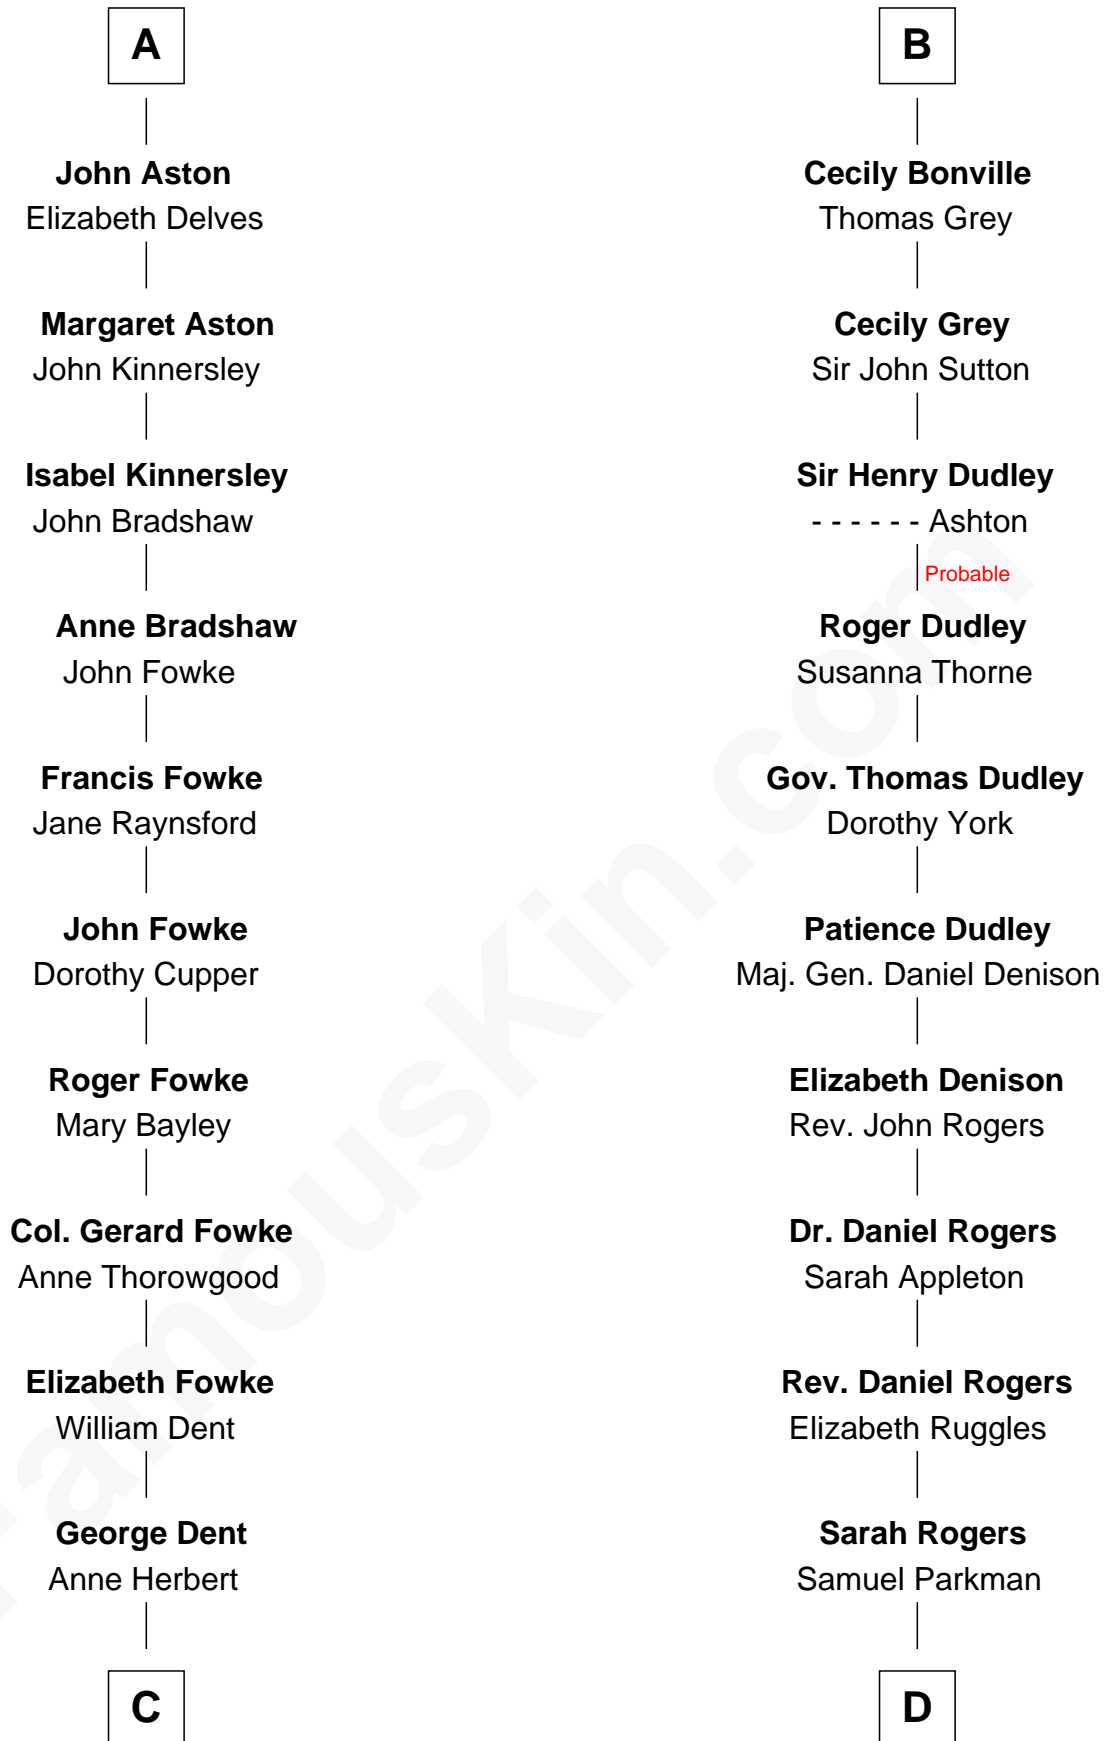 A
John Aston
Elizabeth Delves
Margaret Aston
John Kinnersley
Isabel Kinnersley
John Bradshaw
Anne Bradshaw
John Fowke
Francis Fowke
Jane Raynsford
John Fowke
Dorothy Cupper
Roger Fowke
Mary Bayley
Col. Gerard Fowke
Anne Thorowgood
Elizabeth Fowke
William Dent
George Dent
Anne Herbert
C
B
Cecily Bonville
Thomas Grey
Cecily Grey
Sir John Sutton
Sir Henry Dudley
- - - - - - Ashton
Probable
Roger Dudley
Susanna Thorne
Gov. Thomas Dudley
Dorothy York
Patience Dudley
Maj. Gen. Daniel Denison
Elizabeth Denison
Rev. John Rogers
Dr. Daniel Rogers
Sarah Appleton
Rev. Daniel Rogers
Elizabeth Ruggles
Sarah Rogers
Samuel Parkman
D
FamousKin.com